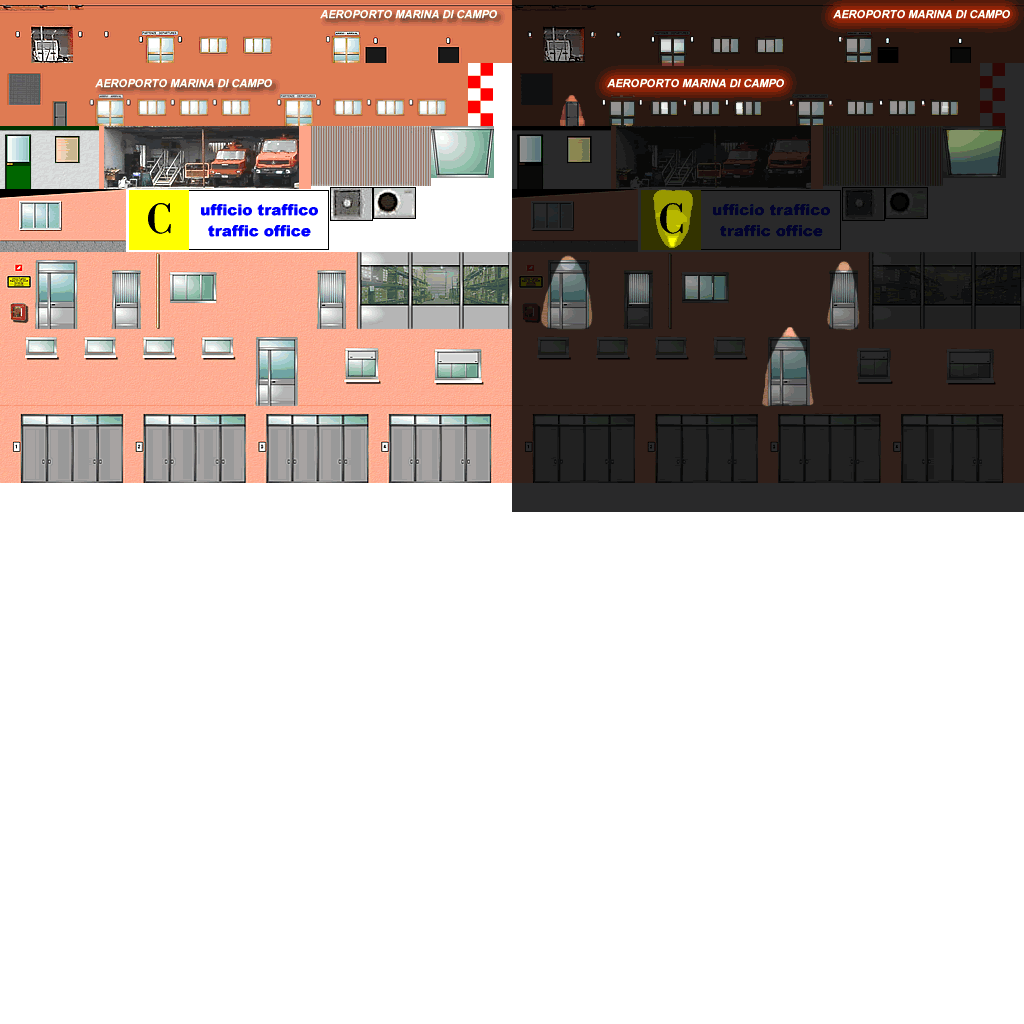 AEROPORTO MARINA DI CAMPO
AEROPORTO MARINA DI CAMPO
C
ufficio traffico
traffic office
1
2
3
4
AEROPORTO MARINA DI CAMPO
AEROPORTO MARINA DI CAMPO
C
ufficio traffico
traffic office